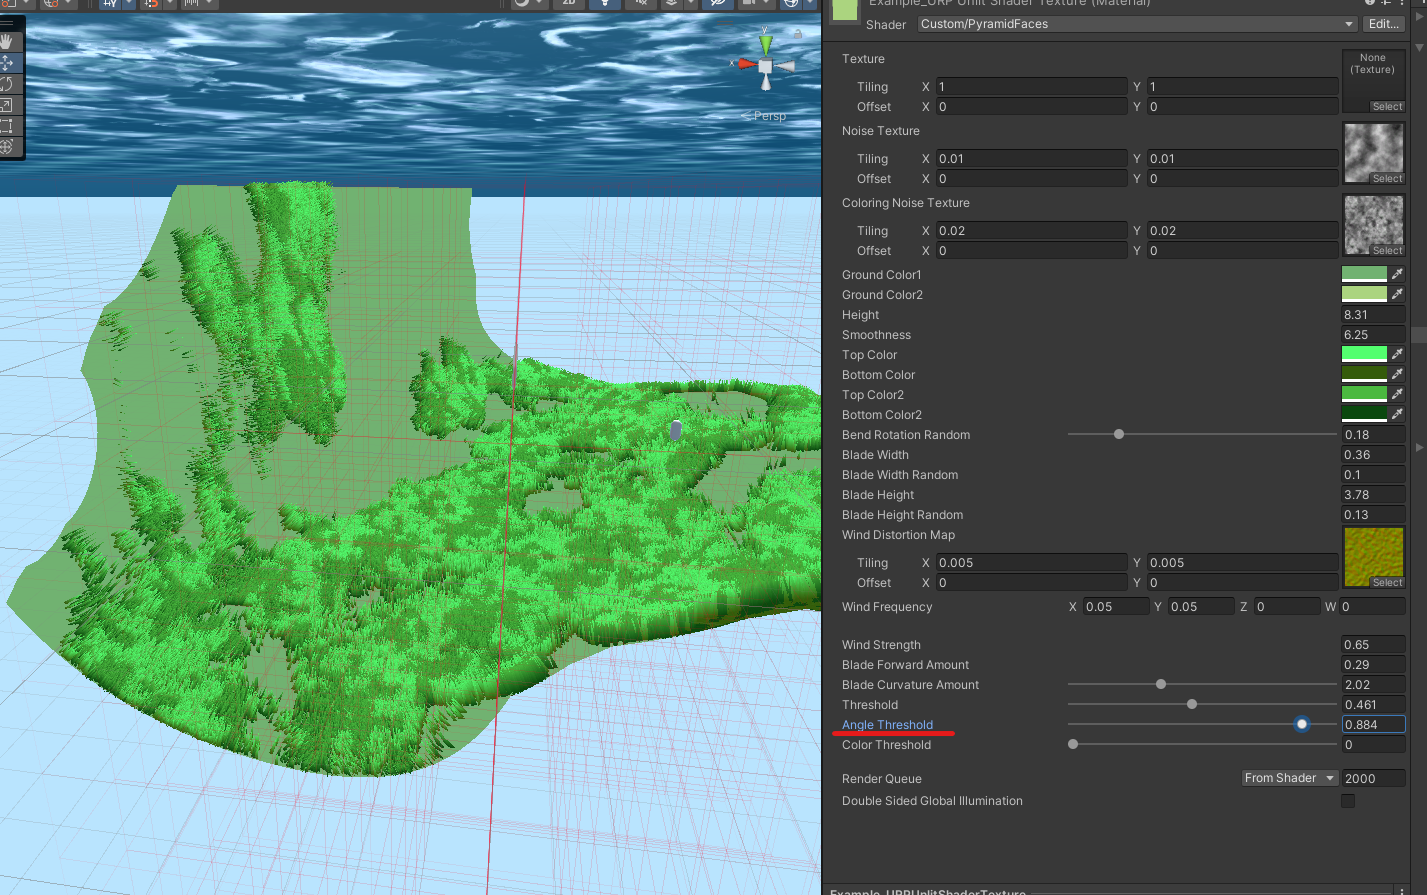 2D
Y
X
< Persp
Example_URP Unlit Shader Texture (Material)
Shader Custom/PyramidFaces Edit...
Texture
None
(Texture)
Tiling X 1 Y 1
Offset X 0 Y 0
Select
Noise Texture
Tiling X 0.01 Y 0.01
Offset X 0 Y 0
Select
Coloring Noise Texture
Tiling X 0.02 Y 0.02
Offset X 0 Y 0
Select
Ground Color1
Ground Color2
Height 8.31
Smoothness 6.25
Top Color
Bottom Color
Top Color2
Bottom Color2
Bend Rotation Random 0.18
Blade Width 0.36
Blade Width Random 0.1
Blade Height 3.78
Blade Height Random 0.13
Wind Distortion Map
Tiling X 0.005 Y 0.005
Offset X 0 Y 0
Select
Wind Frequency X 0.05 Y 0.05 Z 0 W 0
Wind Strength 0.65
Blade Forward Amount 0.29
Blade Curvature Amount 2.02
Threshold 0.461
Angle Threshold 0.884
Color Threshold 0
Render Queue From Shader 2000
Double Sided Global Illumination
Example_URPUnlitShaderTexture